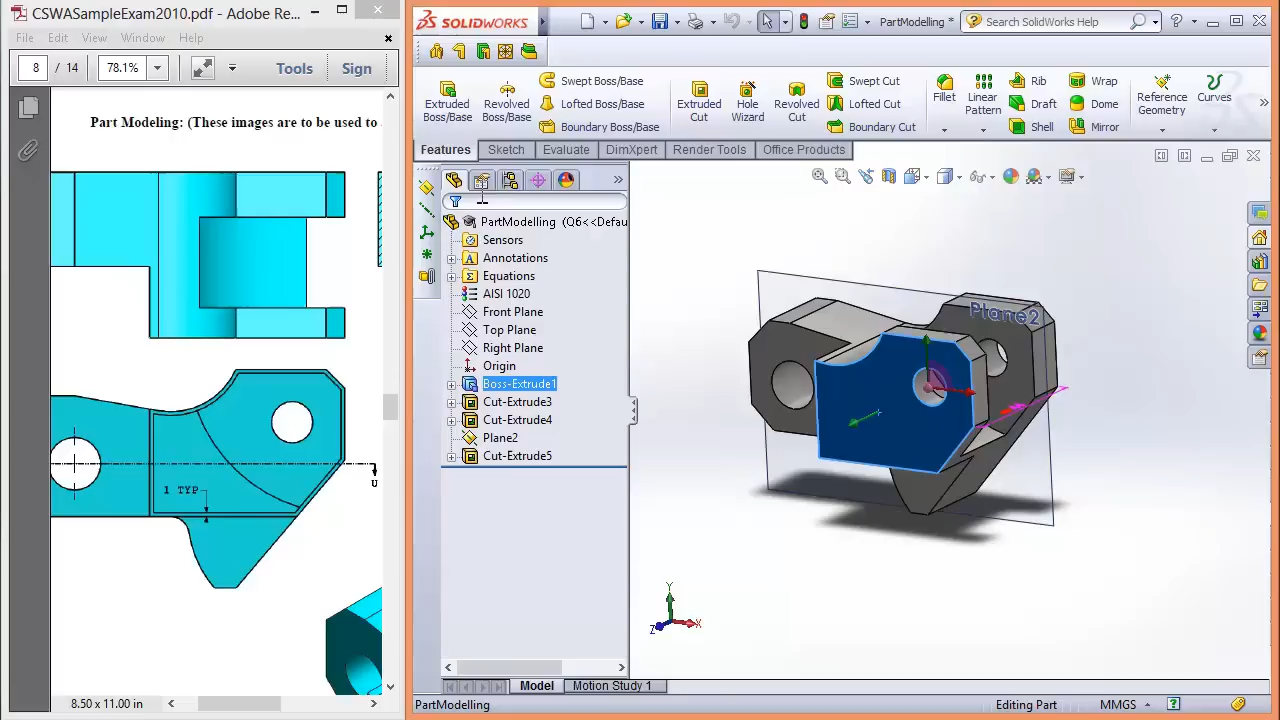 CSWASampleExam2010.pdf - Adobe Re...
File Edit View Window Help
8 / 14 78.1% Tools Sign
Part Modeling: (These images are to be used to
1 TYP
U
8.50 x 11.00 in
SOLIDWORKS
PartModelling *
Search SolidWorks Help
Extruded Boss/Base
Revolved Boss/Base
Swept Boss/Base
Lofted Boss/Base
Boundary Boss/Base
Extruded Cut
Hole Wizard
Revolved Cut
Swept Cut
Lofted Cut
Boundary Cut
Fillet
Linear Pattern
Rib
Draft
Shell
Wrap
Dome
Mirror
Reference Geometry
Curves
Features Sketch Evaluate DimXpert Render Tools Office Products
PartModelling (Q6<<Defau
Sensors
Annotations
Equations
AISI 1020
Front Plane
Top Plane
Right Plane
Origin
Boss-Extrude1
Cut-Extrude3
Cut-Extrude4
Plane2
Cut-Extrude5
Plane2
Y
Z
X
Model Motion Study 1
PartModelling
Editing Part
MMGS